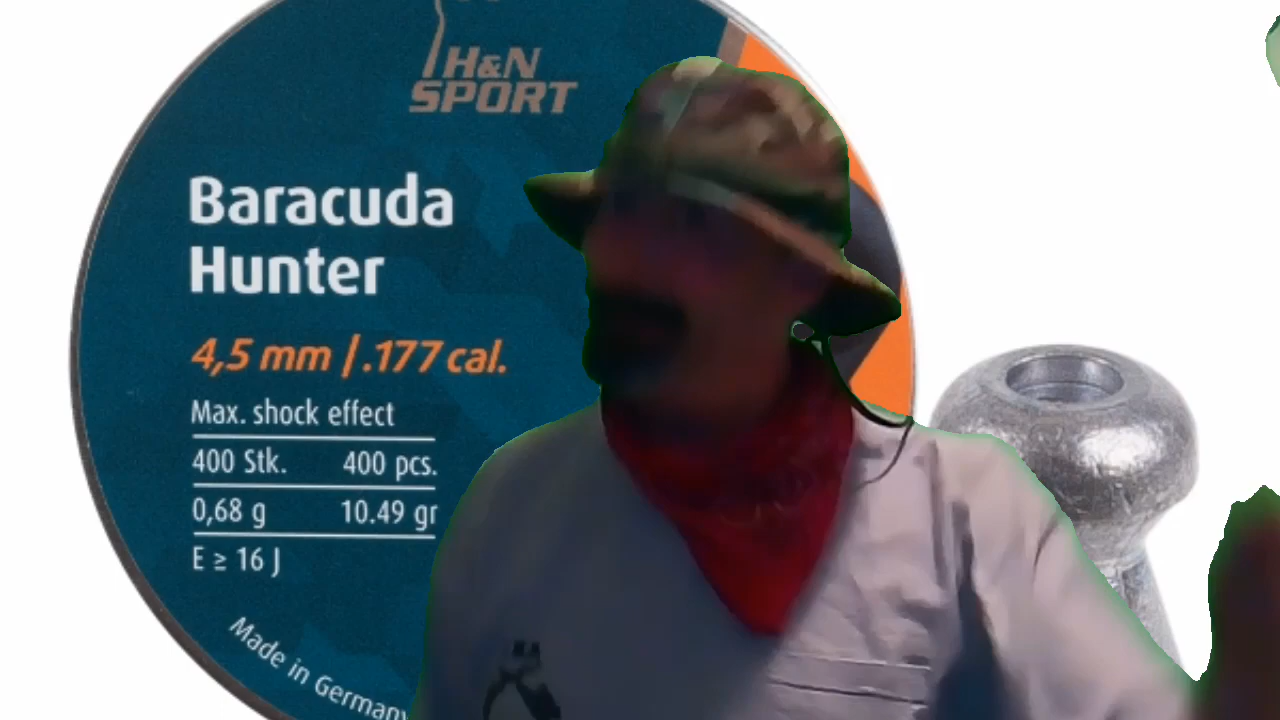 H&N
SPORT
Baracuda
Hunter
4,5 mm | .177 cal.
Max. shock effect
400 Stk. 400 pcs.
0,68 g 10.49 gr
E ≥ 16 J
Made in Germany